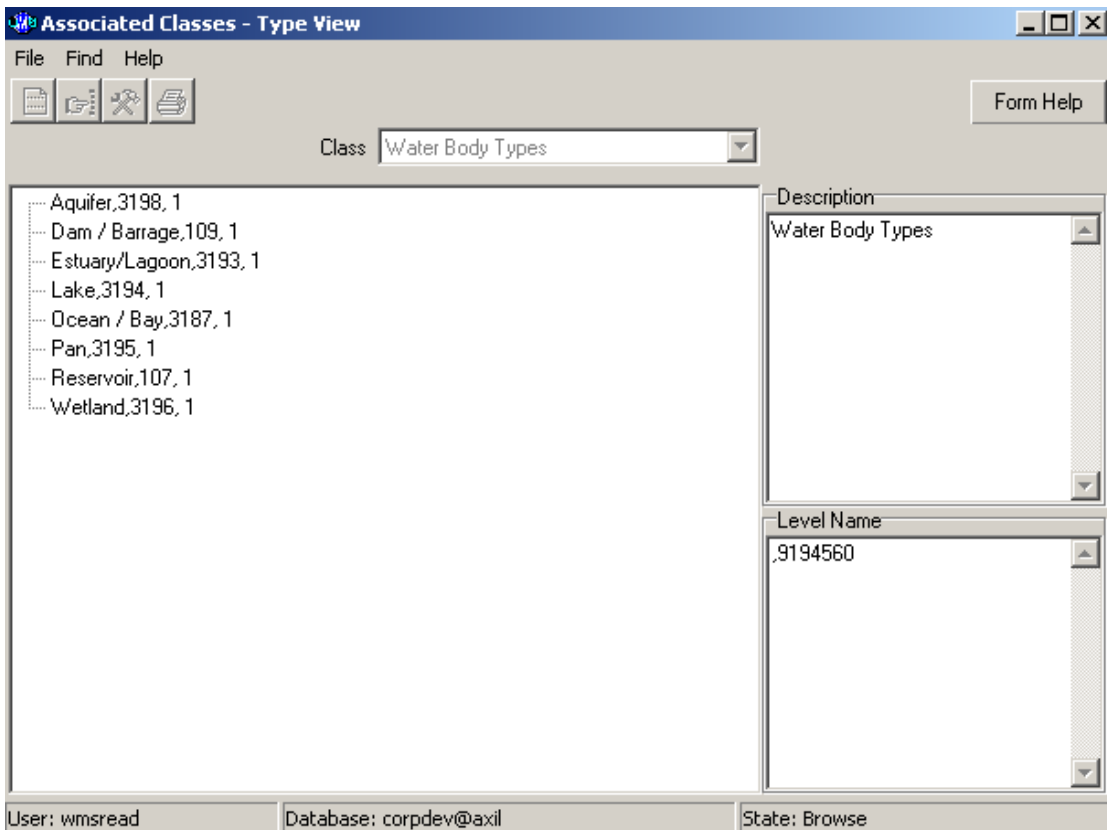 Associated Classes - Type View
File Find Help
Form Help
Class Water Body Types
Aquifer,3198, 1
Dam / Barrage,109, 1
Estuary/Lagoon,3193, 1
Lake,3194, 1
Ocean / Bay,3187, 1
Pan,3195, 1
Reservoir,107, 1
Wetland,3196, 1
Description
Water Body Types
Level Name
,9194560
User: wmsread Database: corpdev@axil State: Browse